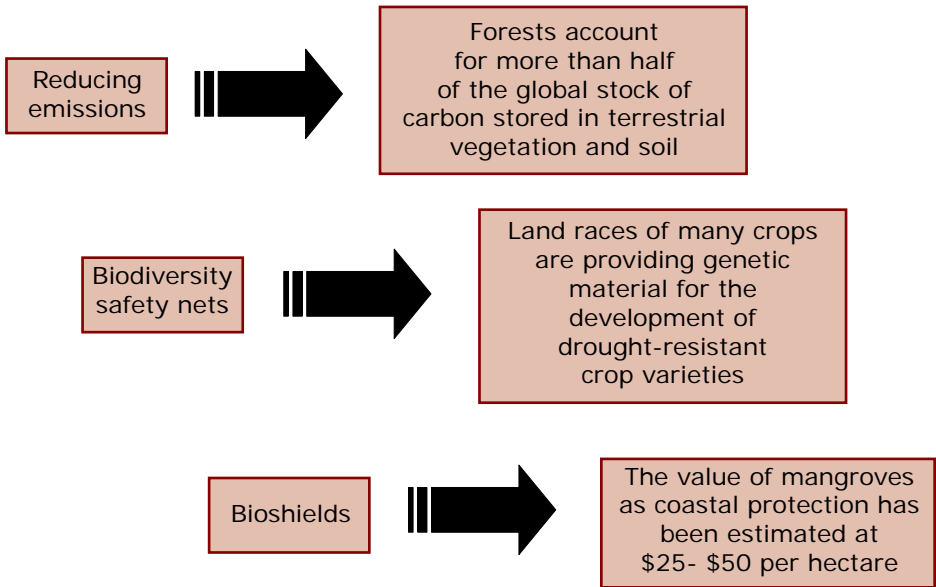 Reducing
emissions
Forests account
for more than half
of the global stock of
carbon stored in terrestrial
vegetation and soil
Biodiversity
safety nets
Land races of many crops
are providing genetic
material for the
development of
drought-resistant
crop varieties
Bioshields
The value of mangroves
as coastal protection has
been estimated at
$25- $50 per hectare